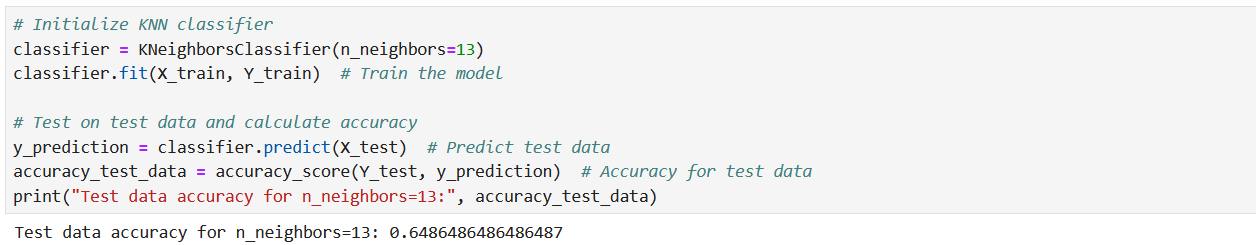 # Initialize KNN classifier
classifier = KNeighborsClassifier(n_neighbors=13)
classifier.fit(X_train, Y_train)  # Train the model
# Test on test data and calculate accuracy
y_prediction = classifier.predict(X_test)  # Predict test data
accuracy_test_data = accuracy_score(Y_test, y_prediction)  # Accuracy for test data
print("Test data accuracy for n_neighbors=13:", accuracy_test_data)
Test data accuracy for n_neighbors=13: 0.6486486486486487